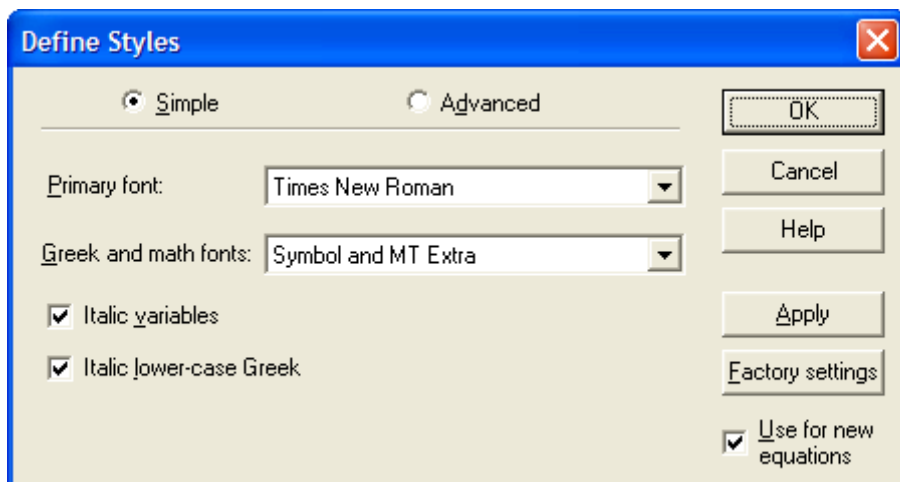 Define Styles
Simple
Advanced
OK
Primary font:
Times New Roman
Cancel
Greek and math fonts:
Symbol and MT Extra
Help
Italic variables
Apply
Italic lower-case Greek
Factory settings
Use for new
equations